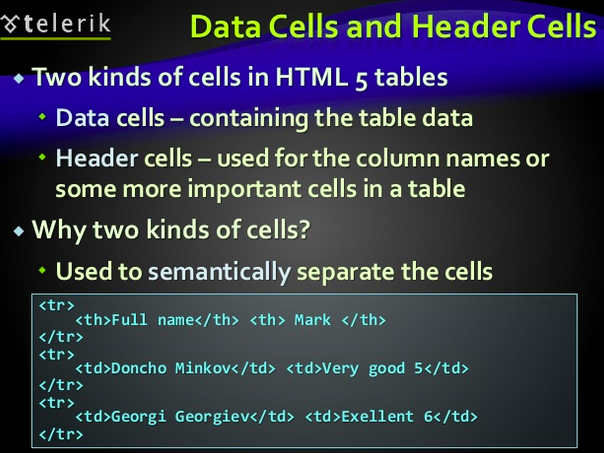 telerik
Data Cells and Header Cells
Two kinds of cells in HTML 5 tables
Data cells – containing the table data
Header cells – used for the column names or
some more important cells in a table
Why two kinds of cells?
Used to semantically separate the cells
<tr>
<th>Full name</th> <th> Mark </th>
</tr>
<tr>
<td>Doncho Minkov</td> <td>Very good 5</td>
</tr>
<tr>
<td>Georgi Georgiev</td> <td>Exellent 6</td>
</tr>